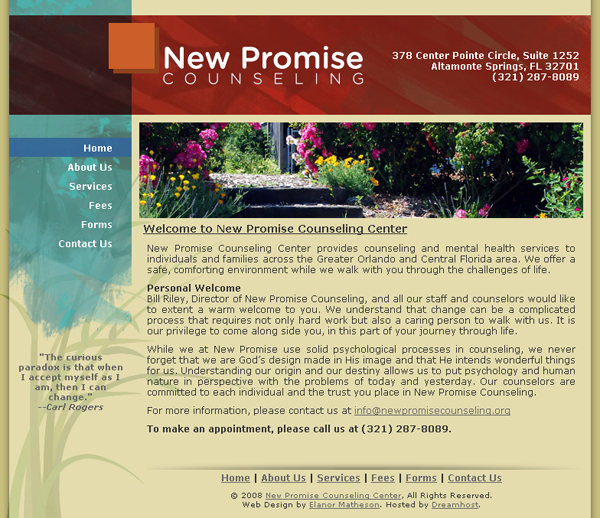 New Promise
COUNSELING
378 Center Pointe Circle, Suite 1252
Altamonte Springs, FL 32701
(321) 287-8089
Home
About Us
Services
Fees
Forms
Contact Us
"The curious
paradox is that when
I accept myself as I
am, then I can
change."
--Carl Rogers
Welcome to New Promise Counseling Center
New Promise Counseling Center provides counseling and mental health services to
individuals and families across the Greater Orlando and Central Florida area. We offer a
safe, comforting environment while we walk with you through the challenges of life.
Personal Welcome
Bill Riley, Director of New Promise Counseling, and all our staff and counselors would like
to extent a warm welcome to you. We understand that change can be a complicated
process that requires not only hard work but also a caring person to walk with us. It is
our privilege to come along side you, in this part of your journey through life.
While we at New Promise use solid psychological processes in counseling, we never
forget that we are God's design made in His image and that He intends wonderful things
for us. Understanding our origin and our destiny allows us to put psychology and human
nature in perspective with the problems of today and yesterday. Our counselors are
committed to each individual and the trust you place in New Promise Counseling.
For more information, please contact us at info@newpromisecounseling.org
To make an appointment, please call us at (321) 287-8089.
Home | About Us | Services | Fees | Forms | Contact Us
© 2008 New Promise Counseling Center, All Rights Reserved.
Web Design by Elanor Matheson. Hosted by Dreamhost.